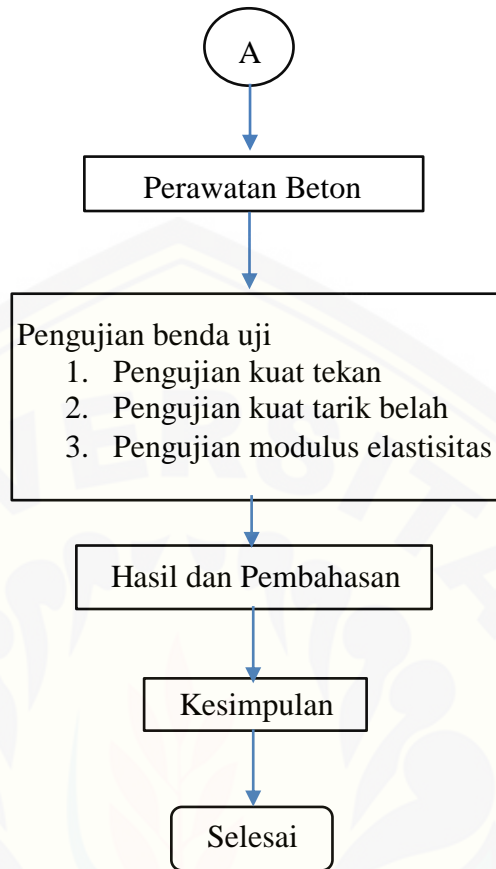 A
Perawatan Beton
Pengujian benda uji
1. Pengujian kuat tekan
2. Pengujian kuat tarik belah
3. Pengujian modulus elastisitas
Hasil dan Pembahasan
Kesimpulan
Selesai